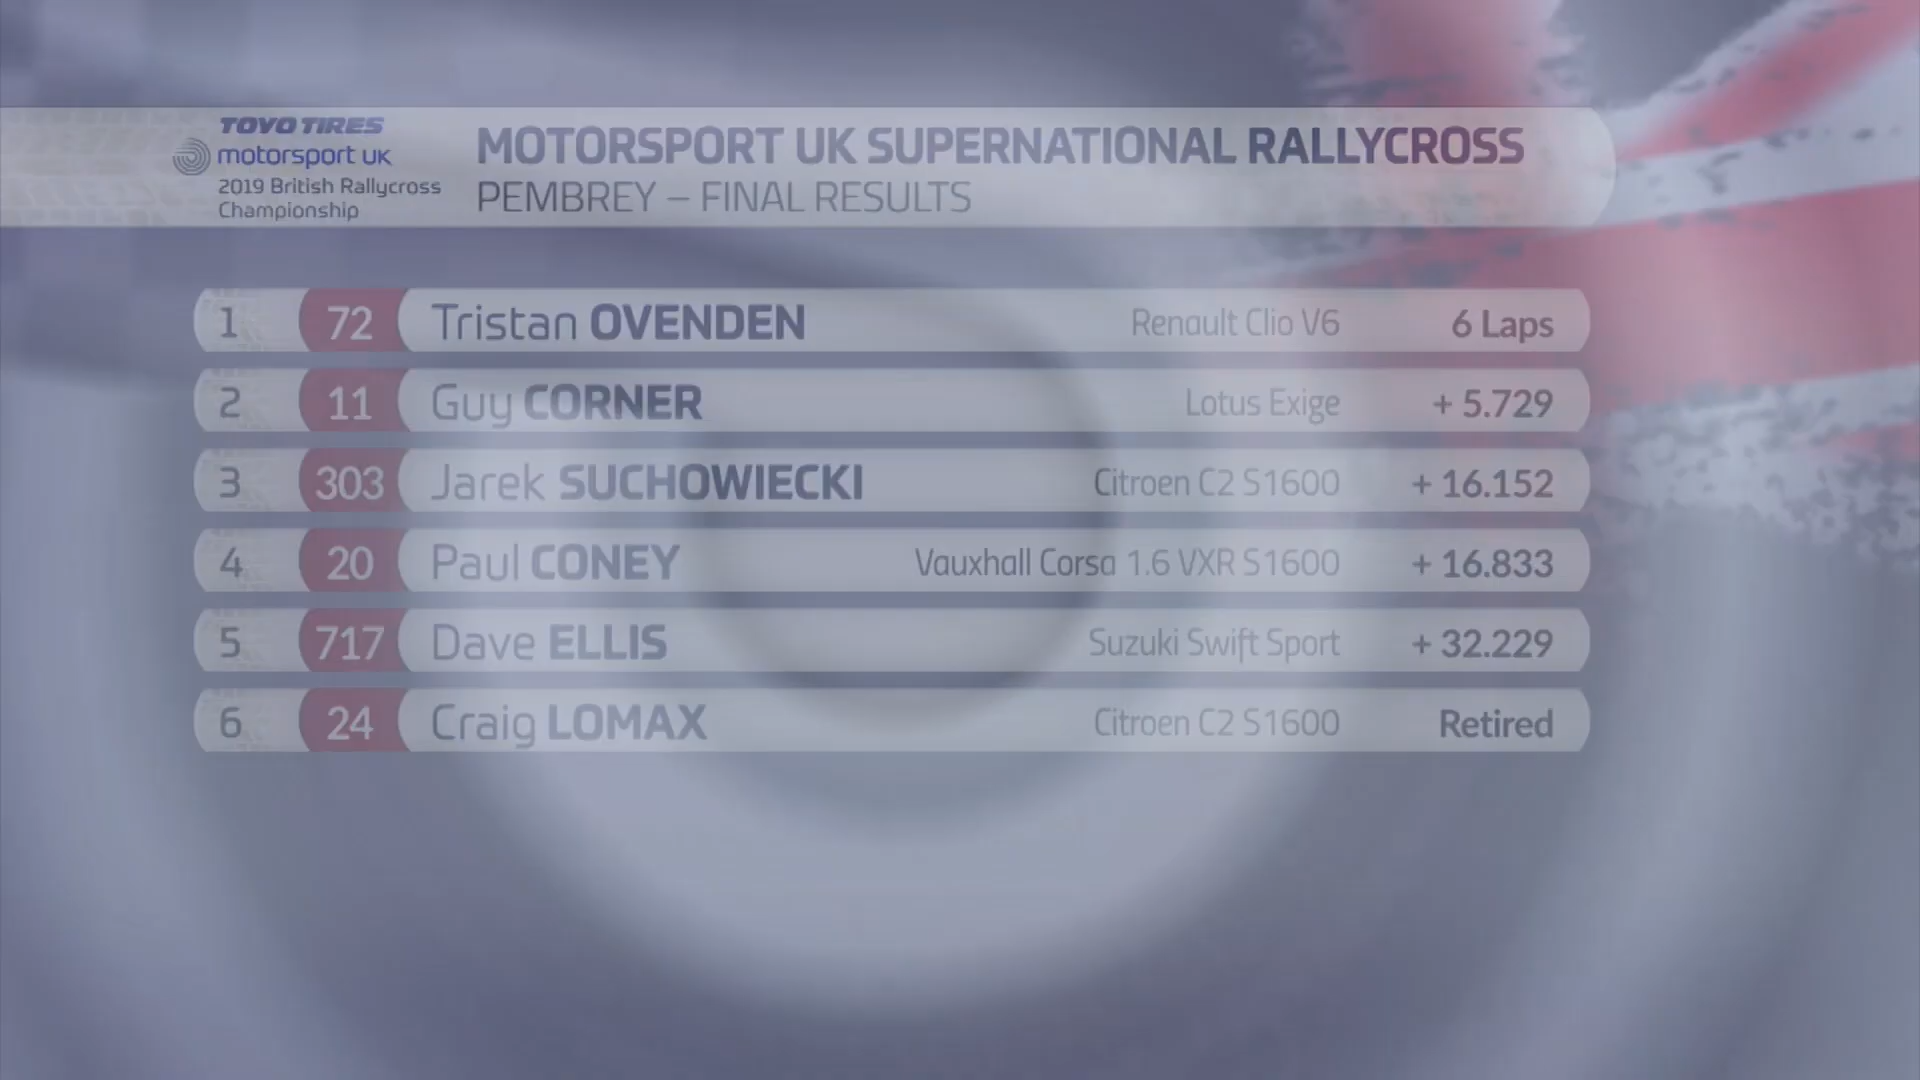 TOYO TIRES
motorsport UK
2019 British Rallycross
Championship
MOTORSPORT UK SUPERNATIONAL RALLYCROSS
PEMBREY – FINAL RESULTS
1 72 Tristan OVENDEN Renault Clio V6 6 Laps
2 11 Guy CORNER Lotus Exige + 5.729
3 303 Jarek SUCHOWIECKI Citroen C2 S1600 + 16.152
4 20 Paul CONEY Vauxhall Corsa 1.6 VXR S1600 + 16.833
5 717 Dave ELLIS Suzuki Swift Sport + 32.229
6 24 Craig LOMAX Citroen C2 S1600 Retired